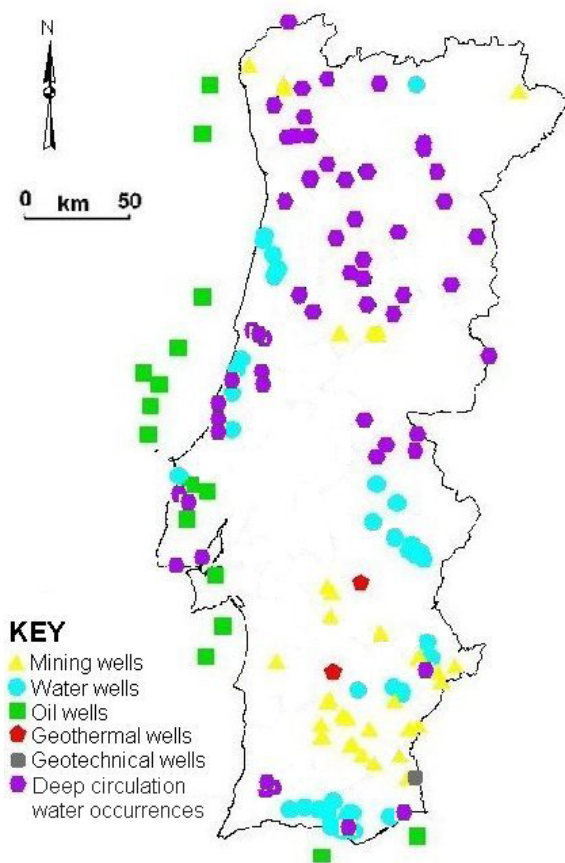 N
0 km 50
KEY
Mining wells
Water wells
Oil wells
Geothermal wells
Geotechnical wells
Deep circulation
water occurrences